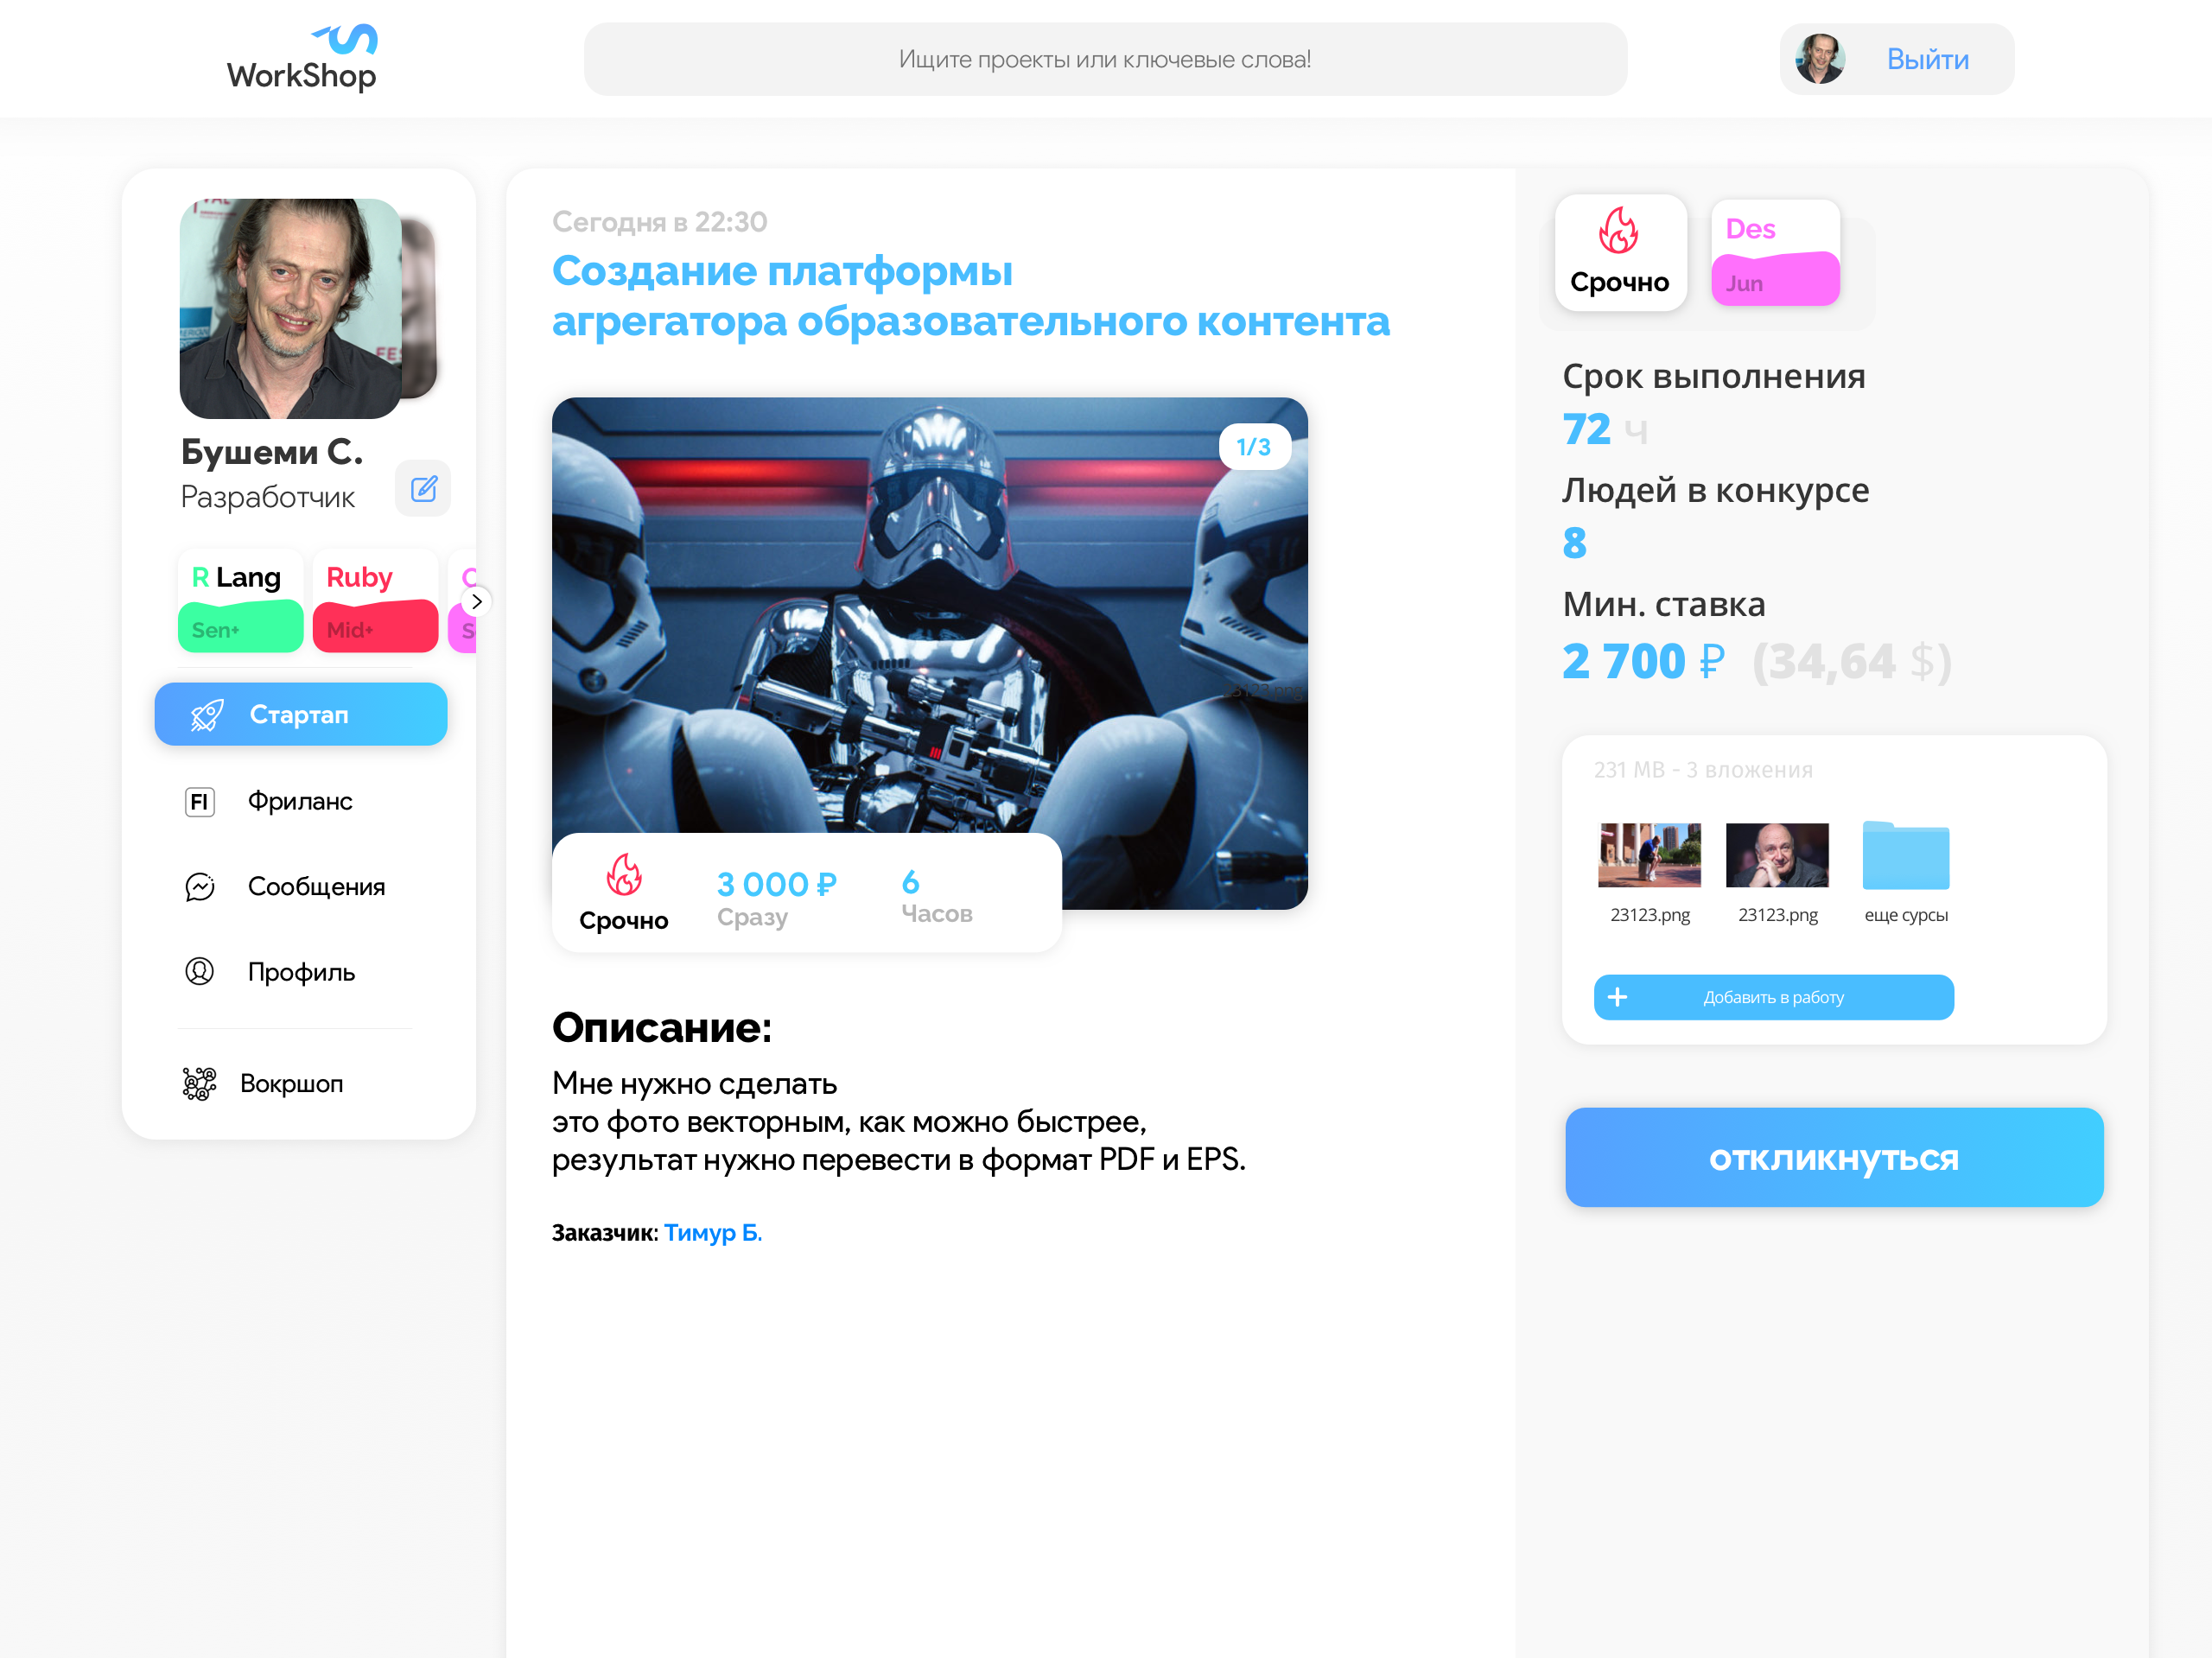 WorkShop
Ищите проекты или ключевые слова!
Выйти
Бушеми С.
Разработчик
R Lang
Sen+
Ruby
Mid+
Стартап
Fl
Фриланс
Сообщения
Профиль
Вокршоп
Сегодня в 22:30
Создание платформы
агрегатора образовательного контента
1/3
23123.png
Срочно
3 000 ₽
Сразу
6
Часов
Описание:
Мне нужно сделать
это фото векторным, как можно быстрее,
результат нужно перевести в формат PDF и EPS.
Заказчик: Тимур Б.
Срочно
Des
Jun
Срок выполнения
72 ч
Людей в конкурсе
8
Мин. ставка
2 700 ₽ (34,64 $)
231 MB - 3 вложения
23123.png
23123.png
еще сурсы
Добавить в работу
откликнуться